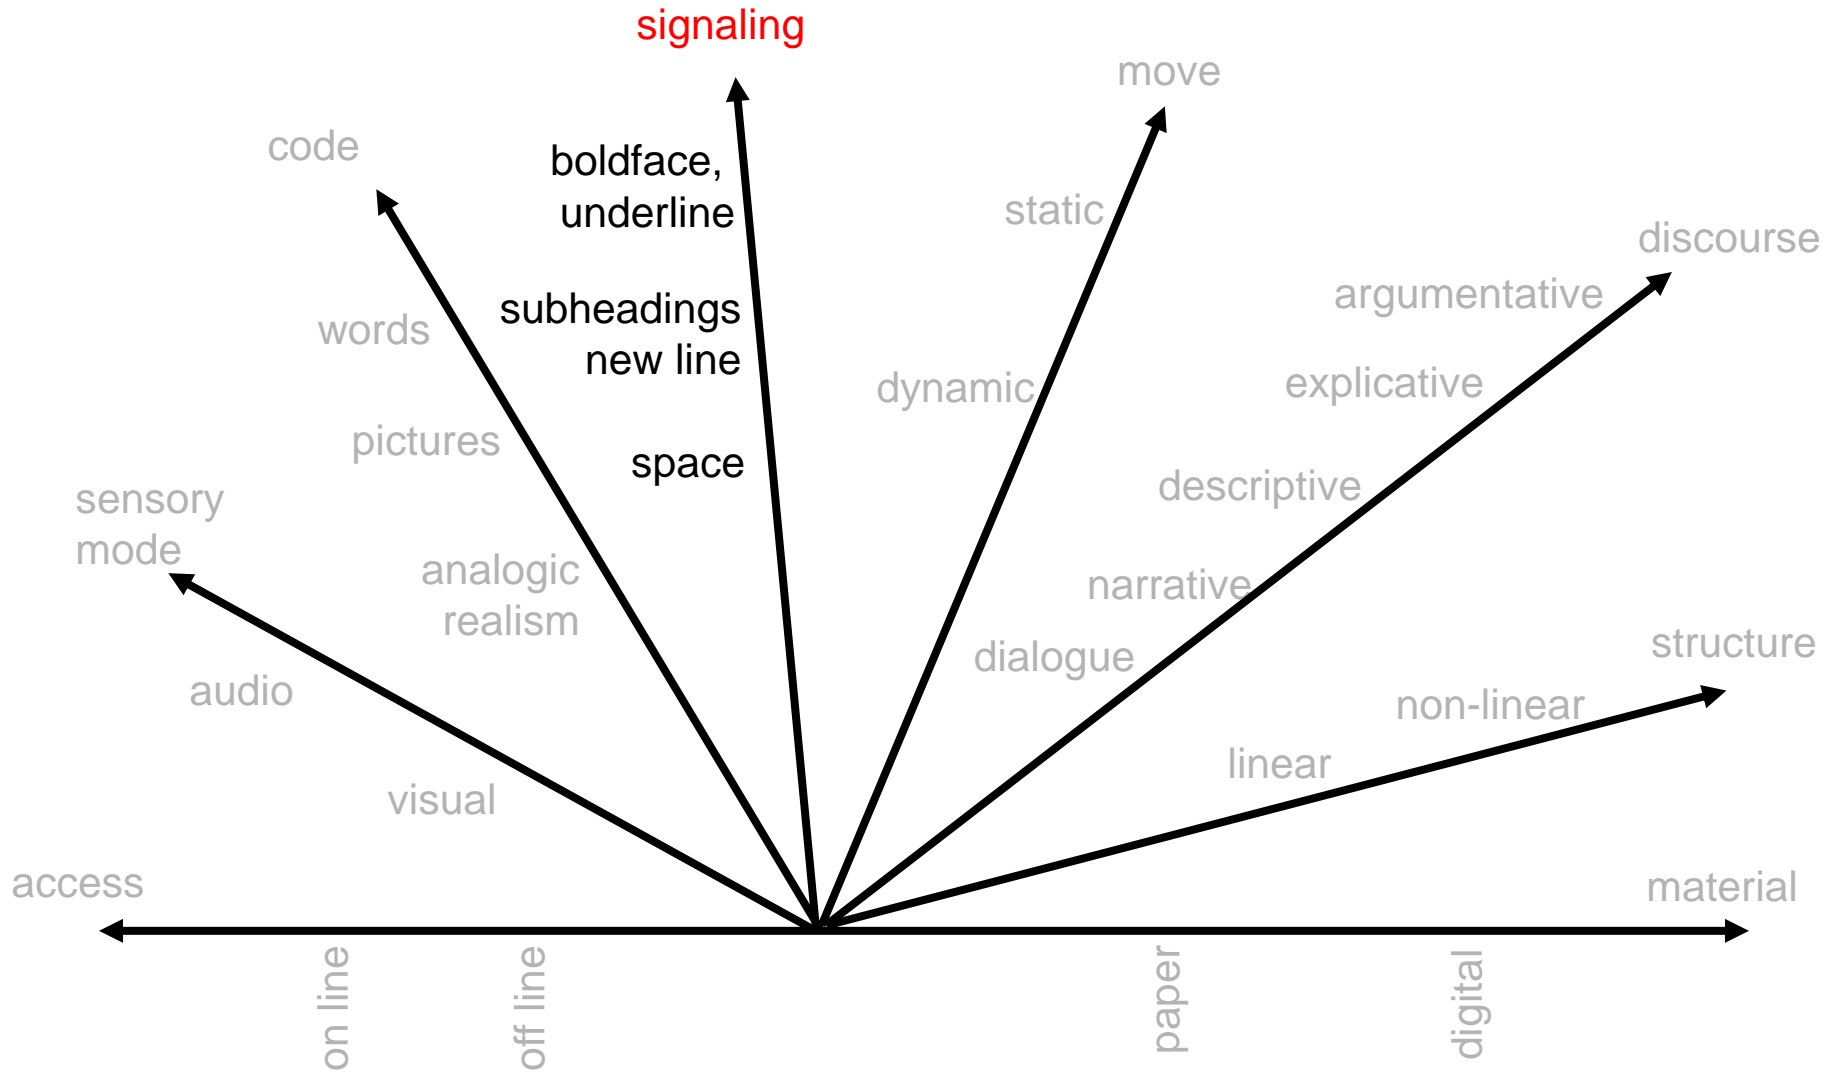 signaling
move
code
boldface,
underline
static
discourse
argumentative
subheadings
words
new line
explicative
dynamic
pictures
space
descriptive
sensory
mode
analogic
realism
narrative
dialogue
structure
audio
non-linear
linear
visual
access
material
on line
off line
paper
digital